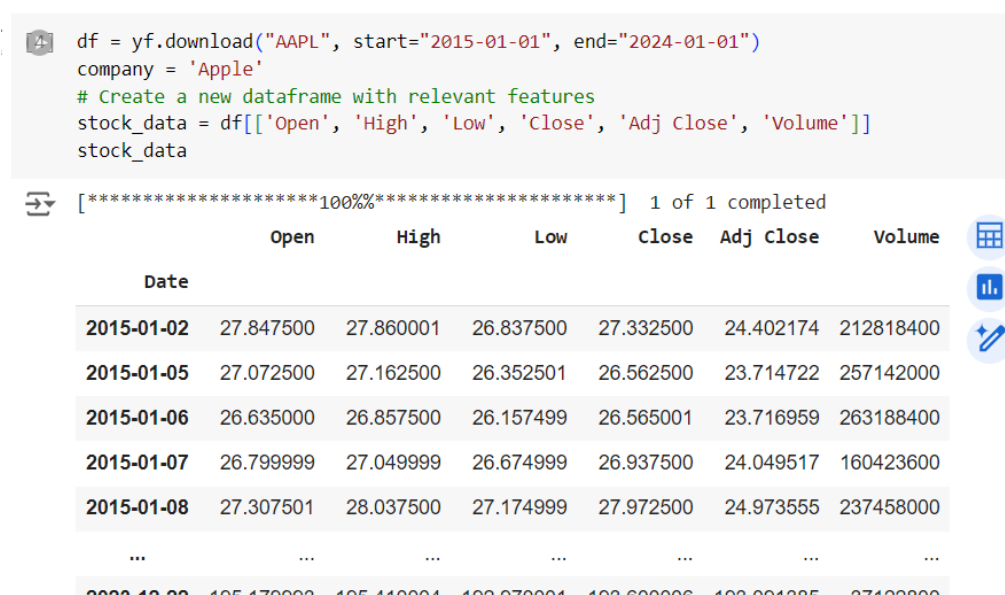 [4] df = yf.download("AAPL", start="2015-01-01", end="2024-01-01")
company = 'Apple'
# Create a new dataframe with relevant features
stock_data = df[['Open', 'High', 'Low', 'Close', 'Adj Close', 'Volume']]
stock_data
[**********************100%%**********************] 1 of 1 completed
Open High Low Close Adj Close Volume
Date
2015-01-02 27.847500 27.860001 26.837500 27.332500 24.402174 212818400
2015-01-05 27.072500 27.162500 26.352501 26.562500 23.714722 257142000
2015-01-06 26.635000 26.857500 26.157499 26.565001 23.716959 263188400
2015-01-07 26.799999 27.049999 26.674999 26.937500 24.049517 160423600
2015-01-08 27.307501 28.037500 27.174999 27.972500 24.973555 237458000
... ... ... ... ... ... ...